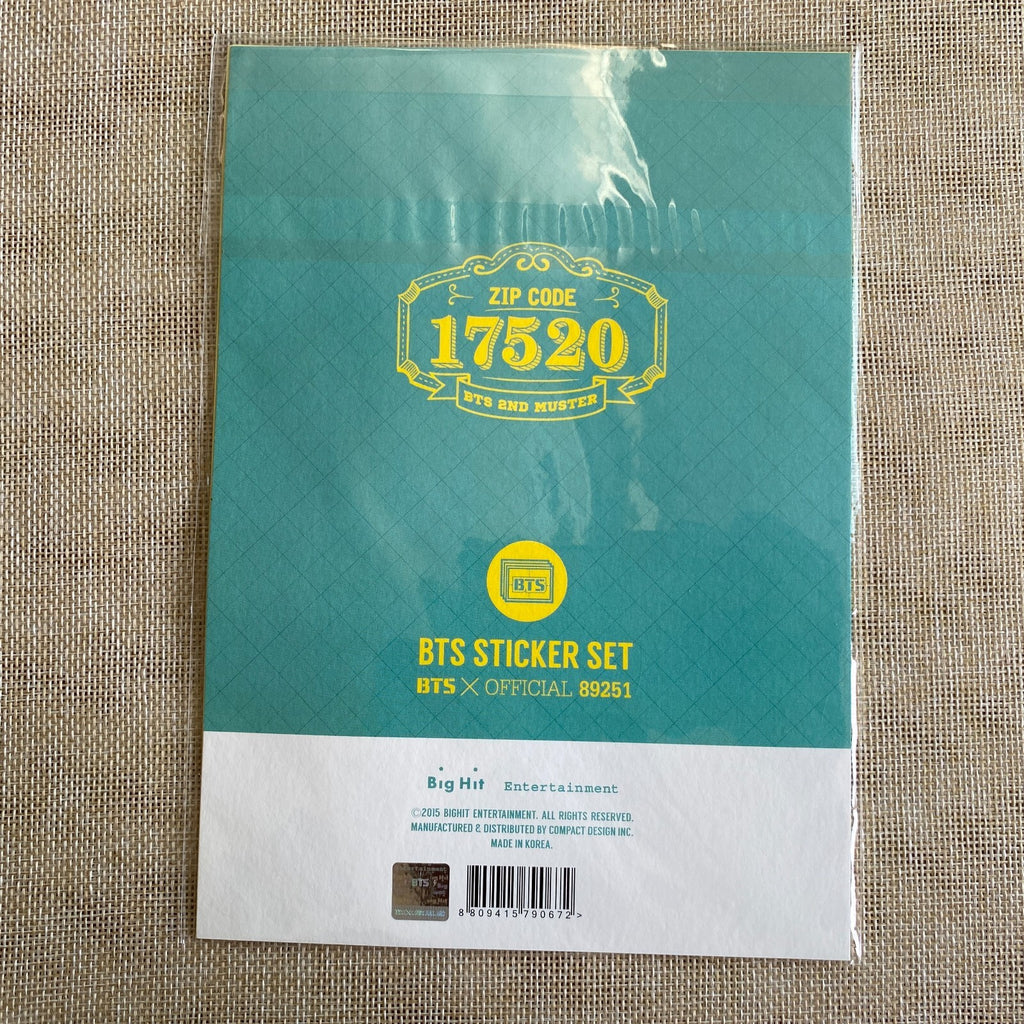 ZIP CODE
17520
BTS 2ND MUSTER
BTS
BTS STICKER SET
BTS X OFFICIAL 89251
Big Hit Entertainment
©2015 BIGHIT ENTERTAINMENT. ALL RIGHTS RESERVED.
MANUFACTURED & DISTRIBUTED BY COMPACT DESIGN INC.
MADE IN KOREA.
BTS
8 809415 790672 >